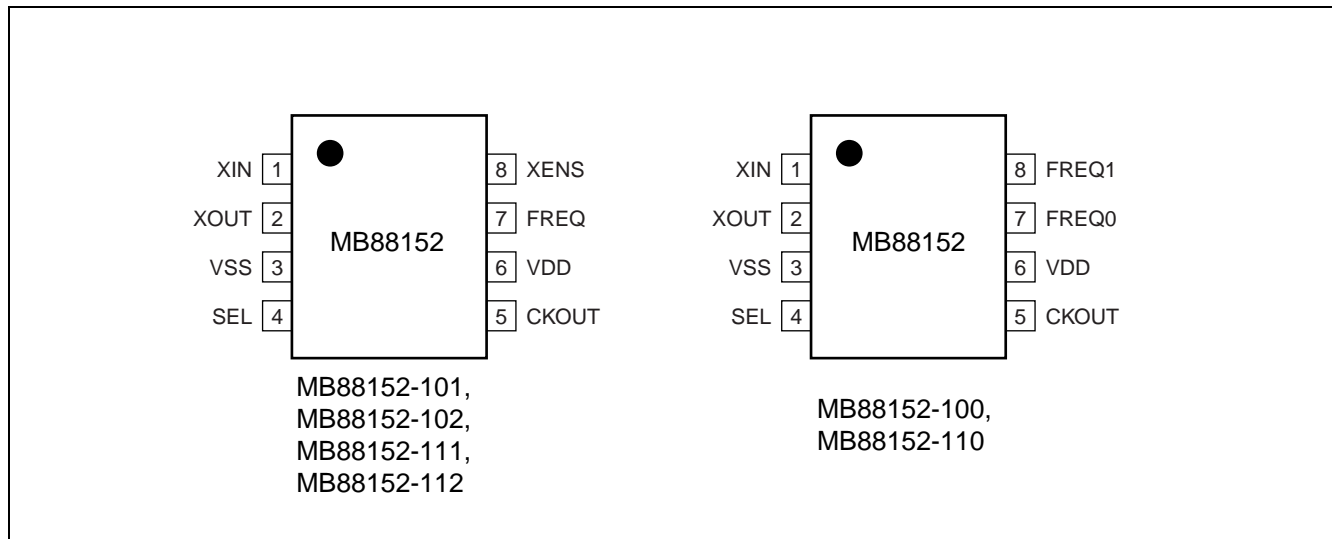 XIN 1 8 XENS
XOUT 2 7 FREQ
MB88152
VSS 3 6 VDD
SEL 4 5 CKOUT
MB88152-101,
MB88152-102,
MB88152-111,
MB88152-112
XIN 1 8 FREQ1
XOUT 2 7 FREQ0
MB88152
VSS 3 6 VDD
SEL 4 5 CKOUT
MB88152-100,
MB88152-110